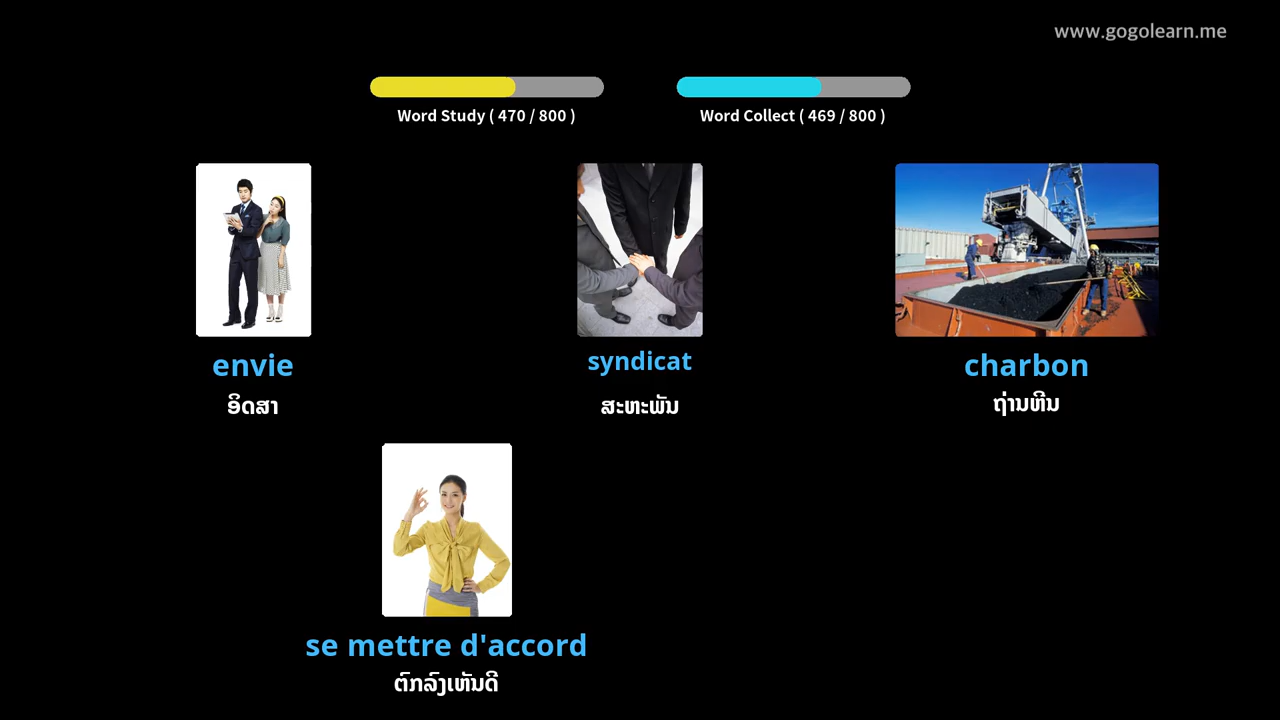 www.gogolearn.me
Word Study ( 470 / 800 )
Word Collect ( 469 / 800 )
envie
ອິດສາ
syndicat
ສະຫະພັນ
charbon
ຖ່ານຫີນ
se mettre d'accord
ຕົກລົງເຫັນດີ